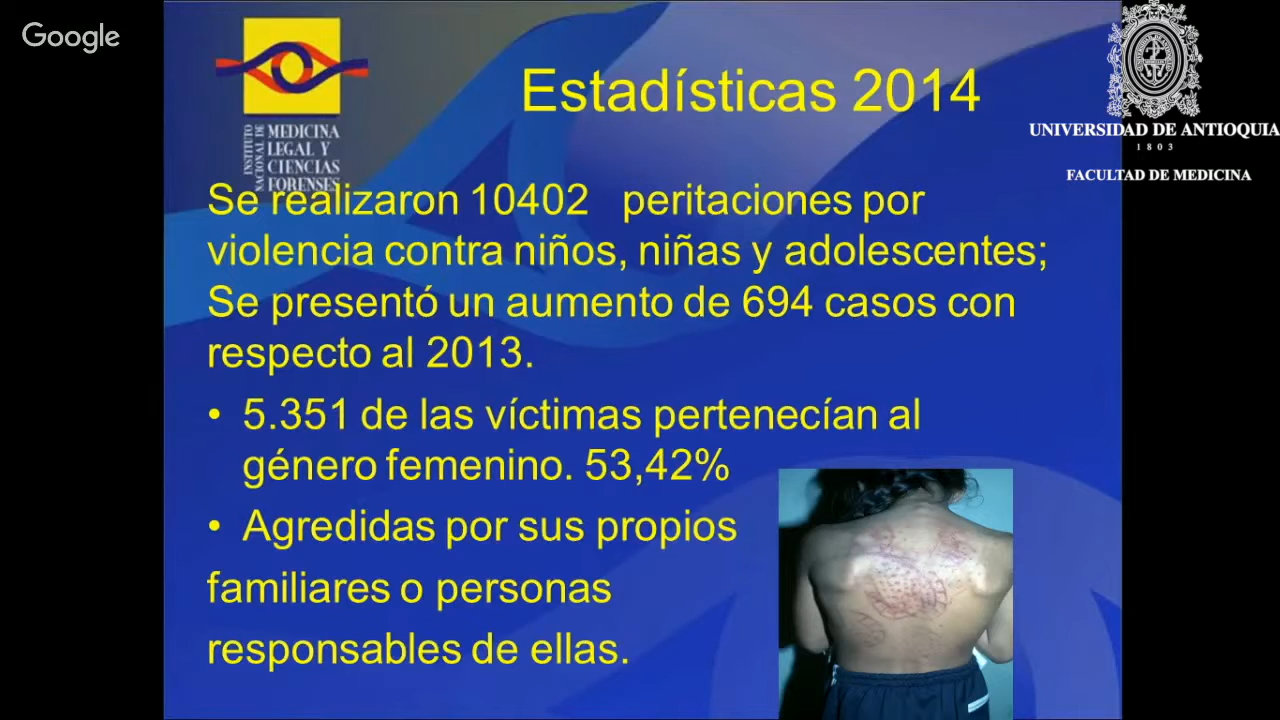 Google
Estadísticas 2014
INSTITUTO
NACIONAL DE
MEDICINA
LEGAL Y
CIENCIAS
FORENSES
UNIVERSIDAD DE ANTIOQUIA
1803
FACULTAD DE MEDICINA
Se realizaron 10402 peritaciones por
violencia contra niños, niñas y adolescentes;
Se presentó un aumento de 694 casos con
respecto al 2013.
• 5.351 de las víctimas pertenecían al
género femenino. 53,42%
• Agredidas por sus propios
familiares o personas
responsables de ellas.